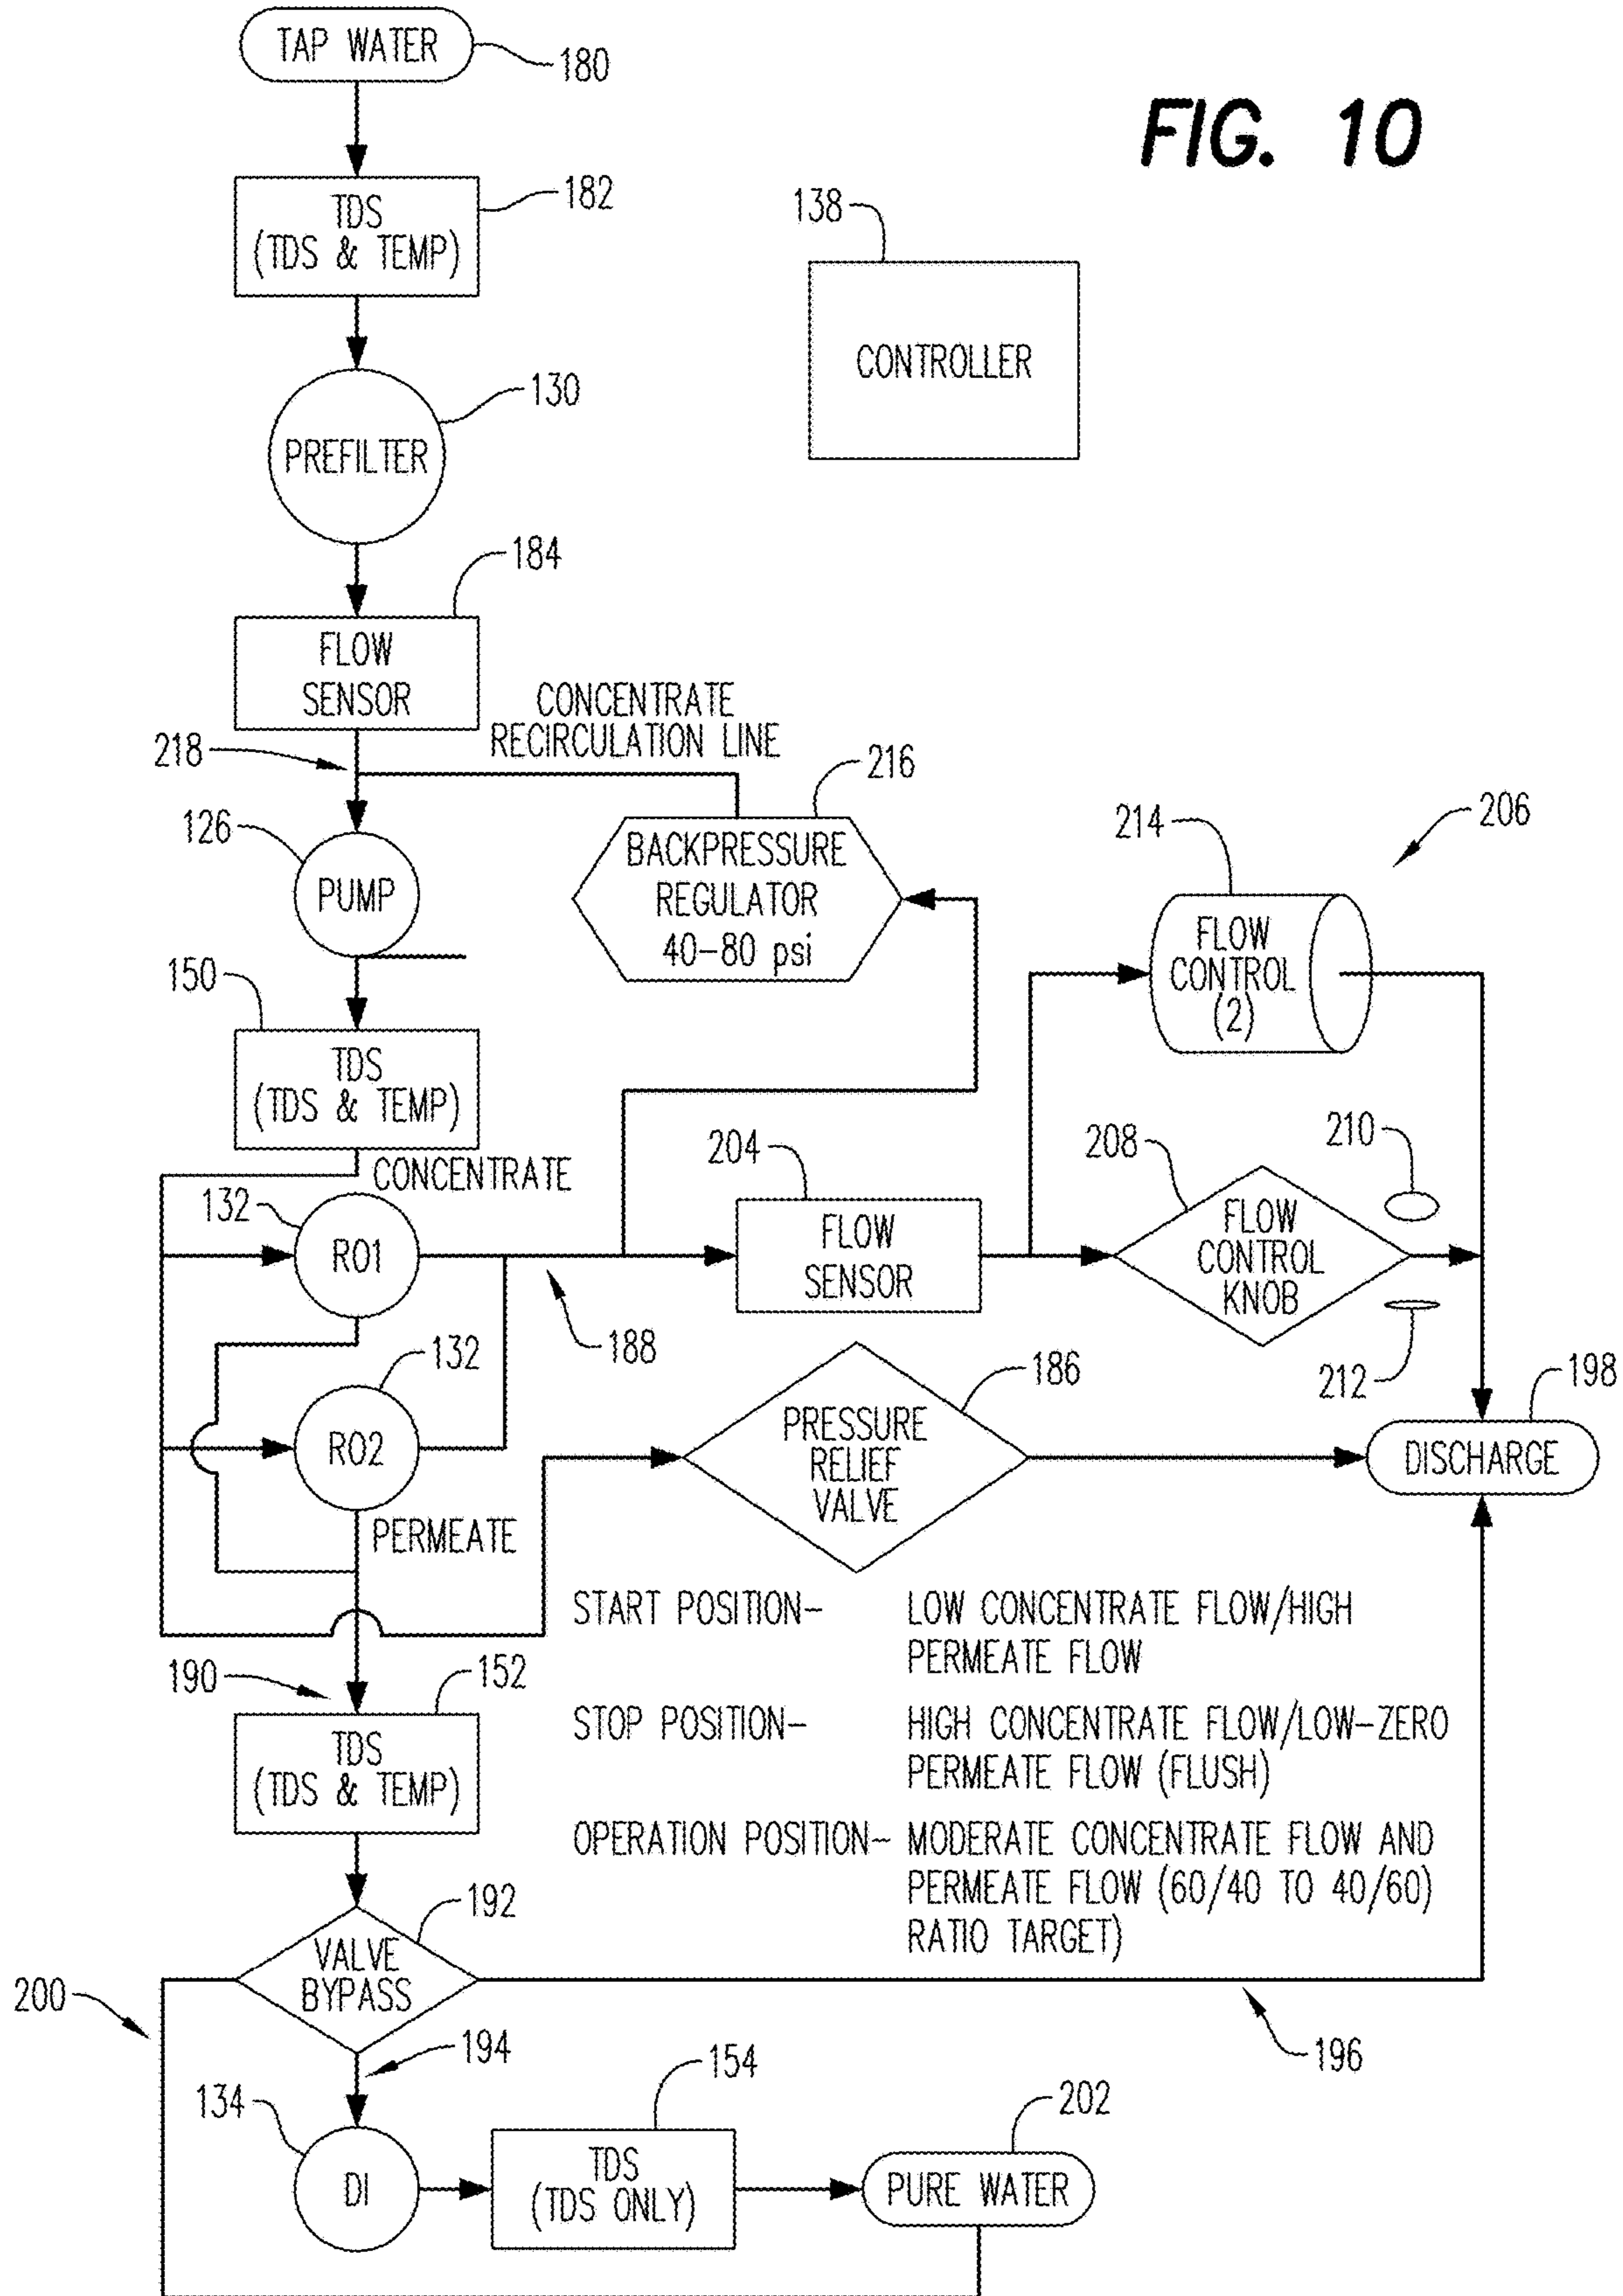 TAP WATER
180
FIG. 10
TDS
(TDS & TEMP)
182
138
CONTROLLER
PREFILTER
130
FLOW
SENSOR
184
CONCENTRATE
RECIRCULATION LINE
218
216
126
PUMP
BACKPRESSURE
REGULATOR
40-80 psi
214
206
FLOW
CONTROL
(2)
150
TDS
(TDS & TEMP)
CONCENTRATE
132
RO1
204
FLOW
SENSOR
208
FLOW
CONTROL
KNOB
210
212
188
132
RO2
186
PRESSURE
RELIEF
VALVE
198
DISCHARGE
PERMEATE
START POSITION- LOW CONCENTRATE FLOW/HIGH
PERMEATE FLOW
190
152
TDS
(TDS & TEMP)
STOP POSITION- HIGH CONCENTRATE FLOW/LOW-ZERO
PERMEATE FLOW (FLUSH)
OPERATION POSITION- MODERATE CONCENTRATE FLOW AND
PERMEATE FLOW (60/40 TO 40/60)
RATIO TARGET)
192
VALVE
BYPASS
200
194
196
134
DI
154
TDS
(TDS ONLY)
202
PURE WATER